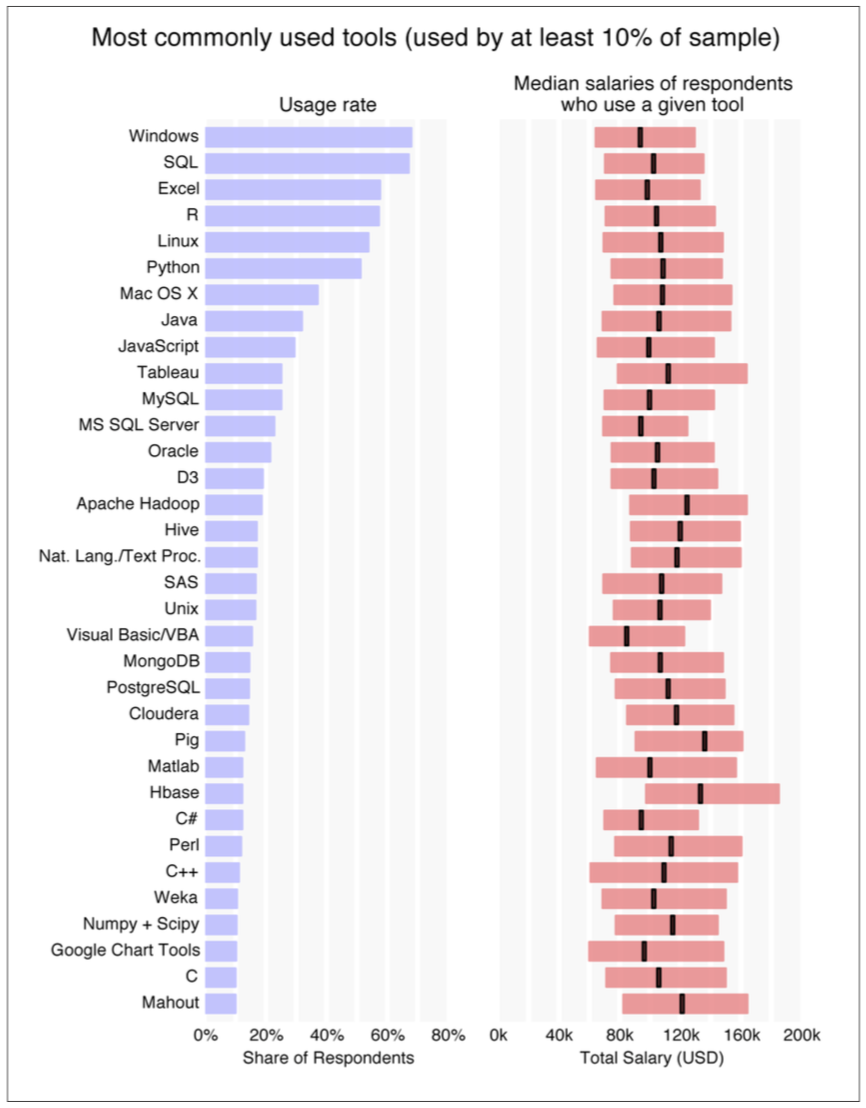 Most commonly used tools (used by at least 10% of sample)
Usage rate
Median salaries of respondents
who use a given tool
Windows
SQL
Excel
R
Linux
Python
Mac OS X
Java
JavaScript
Tableau
MySQL
MS SQL Server
Oracle
D3
Apache Hadoop
Hive
Nat. Lang./Text Proc.
SAS
Unix
Visual Basic/VBA
MongoDB
PostgreSQL
Cloudera
Pig
Matlab
Hbase
C#
Perl
C++
Weka
Numpy + Scipy
Google Chart Tools
C
Mahout
0% 20% 40% 60% 80%
Share of Respondents
0k 40k 80k 120k 160k 200k
Total Salary (USD)